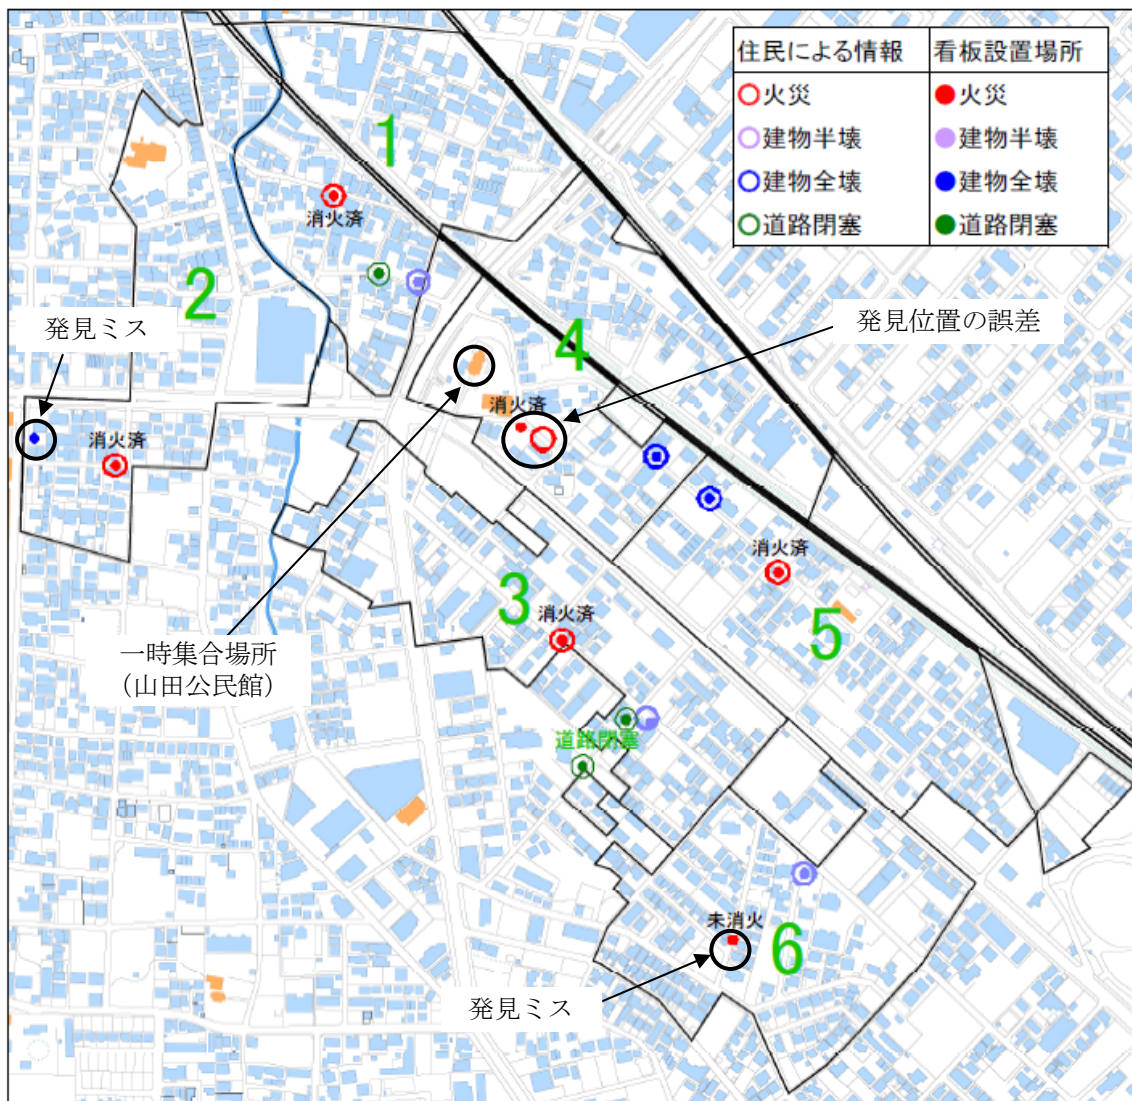 住民による情報 看板設置場所
火災 火災
建物半壊 建物半壊
建物全壊 建物全壊
道路閉塞 道路閉塞
1
消火済
2
発見ミス
発見位置の誤差
4
消火済
消火済
消火済
3
消火済
5
一時集合場所
（山田公民館）
道路閉塞
未消火
6
発見ミス